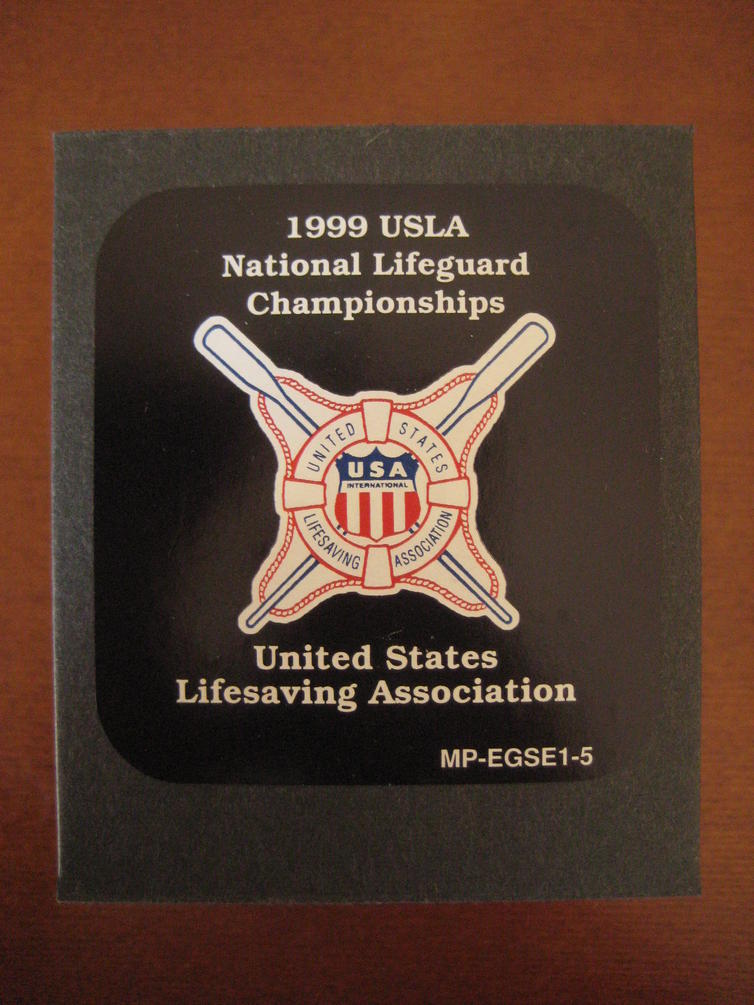 1999 USLA
National Lifeguard
Championships
UNITED STATES
USA
INTERNATIONAL
LIFESAVING ASSOCIATION
United States
Lifesaving Association
MP-EGSE1-5